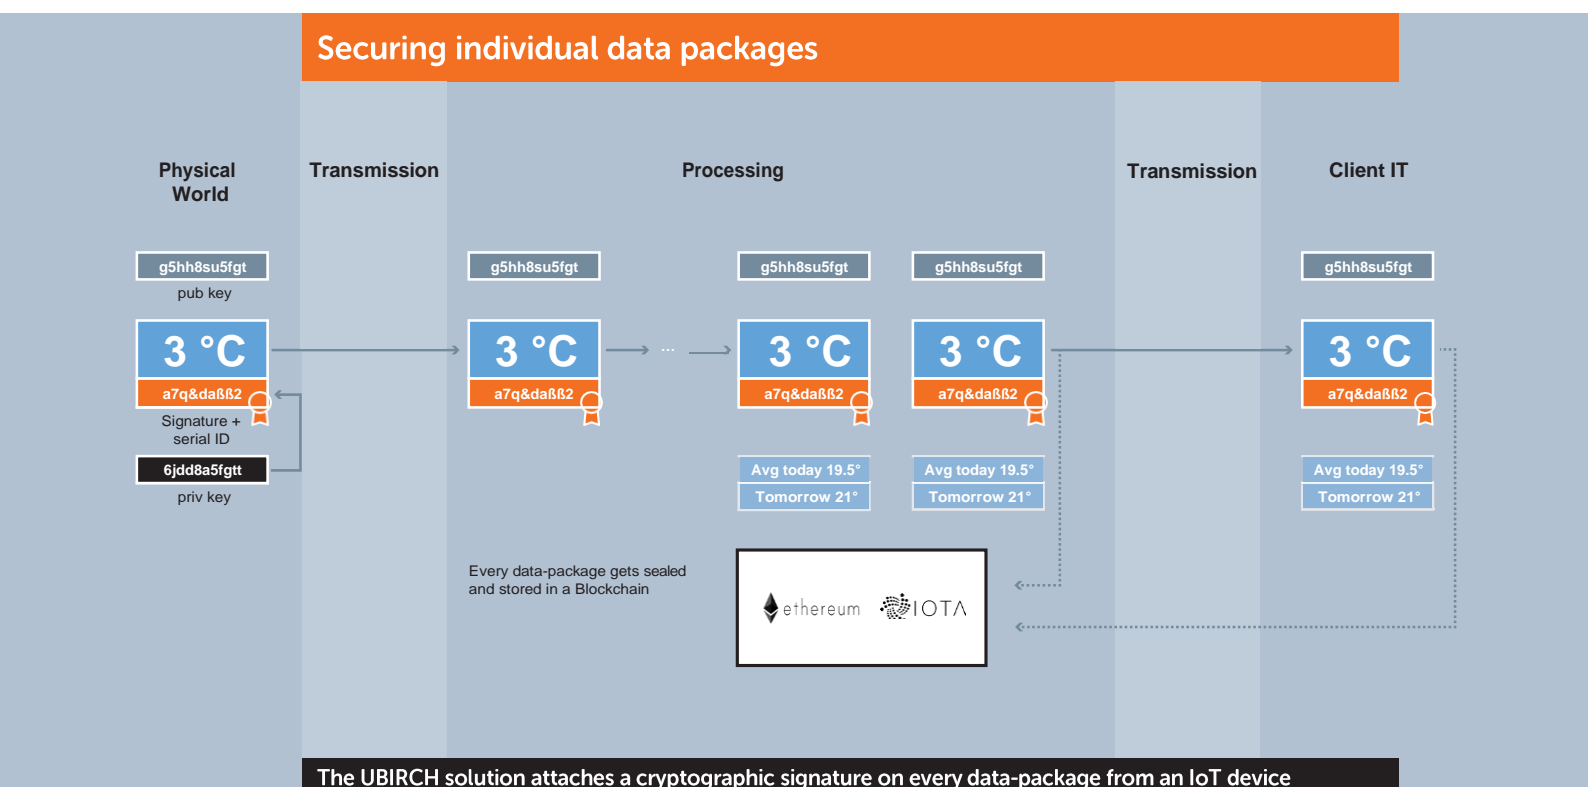 Securing individual data packages
Physical
World
Transmission
Processing
Transmission
Client IT
g5hh8su5fgt
g5hh8su5fgt
g5hh8su5fgt
g5hh8su5fgt
g5hh8su5fgt
pub key
3 °C
3 °C
...
3 °C
3 °C
3 °C
a7q&daßß2
a7q&daßß2
a7q&daßß2
a7q&daßß2
a7q&daßß2
Signature +
serial ID
6jdd8a5fgtt
priv key
Avg today 19.5°
Avg today 19.5°
Avg today 19.5°
Tomorrow 21°
Tomorrow 21°
Tomorrow 21°
Every data-package gets sealed
and stored in a Blockchain
ethereum
IOTA
The UBIRCH solution attaches a cryptographic signature on every data-package from an IoT device